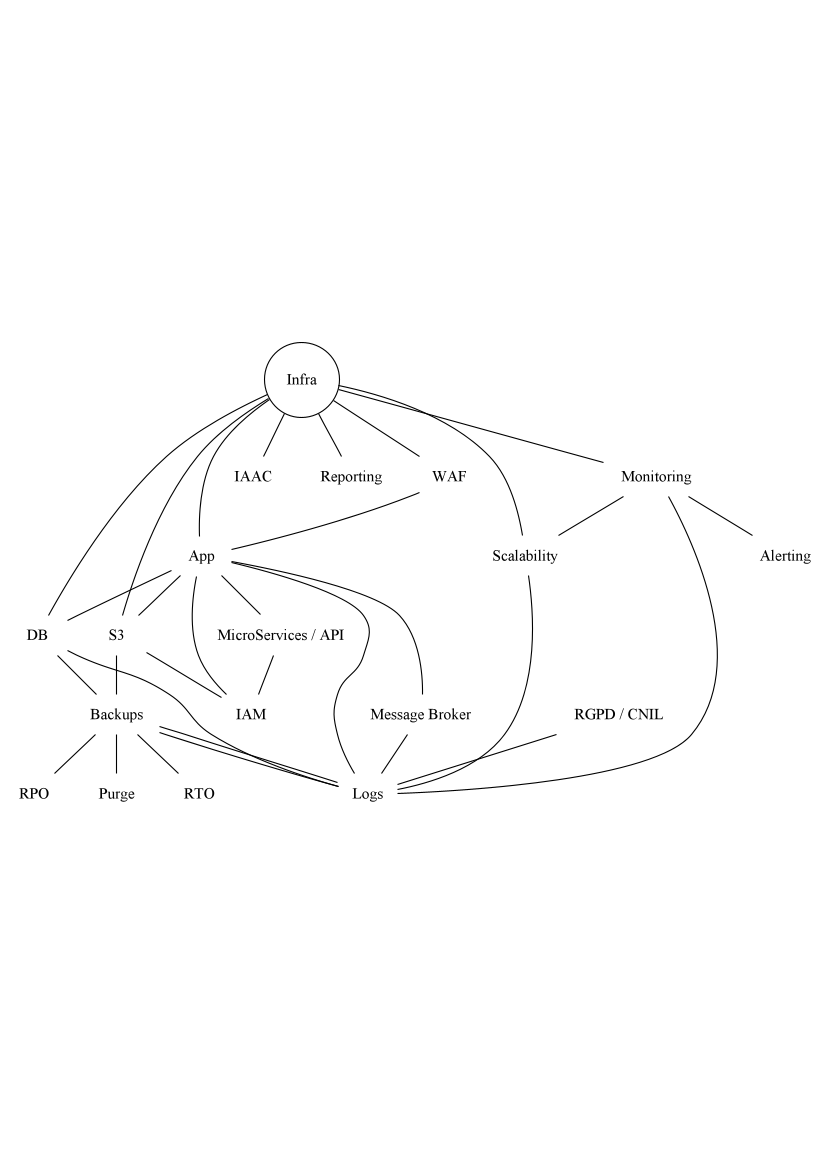 Infra
IAAC
Reporting
WAF
Monitoring
App
Scalability
Alerting
DB
S3
MicroServices / API
Backups
IAM
Message Broker
RGPD / CNIL
RPO
Purge
RTO
Logs